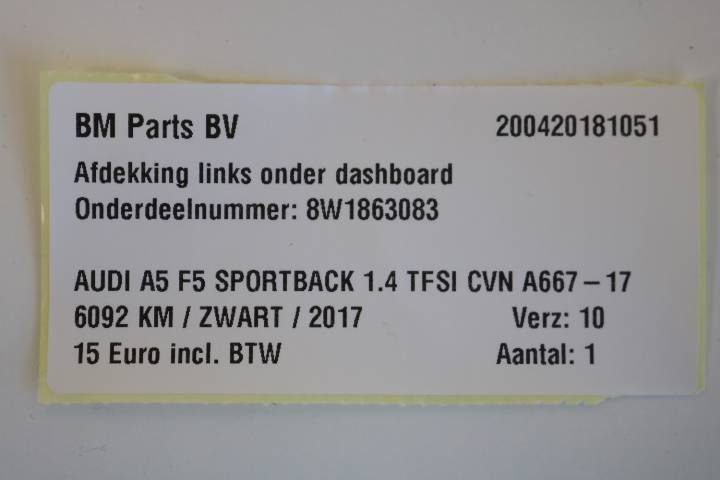 BM Parts BV 200420181051
Afdekking links onder dashboard
Onderdeelnummer: 8W1863083
AUDI A5 F5 SPORTBACK 1.4 TFSI CVN A667 – 17
6092 KM / ZWART / 2017 Verz: 10
15 Euro incl. BTW Aantal: 1